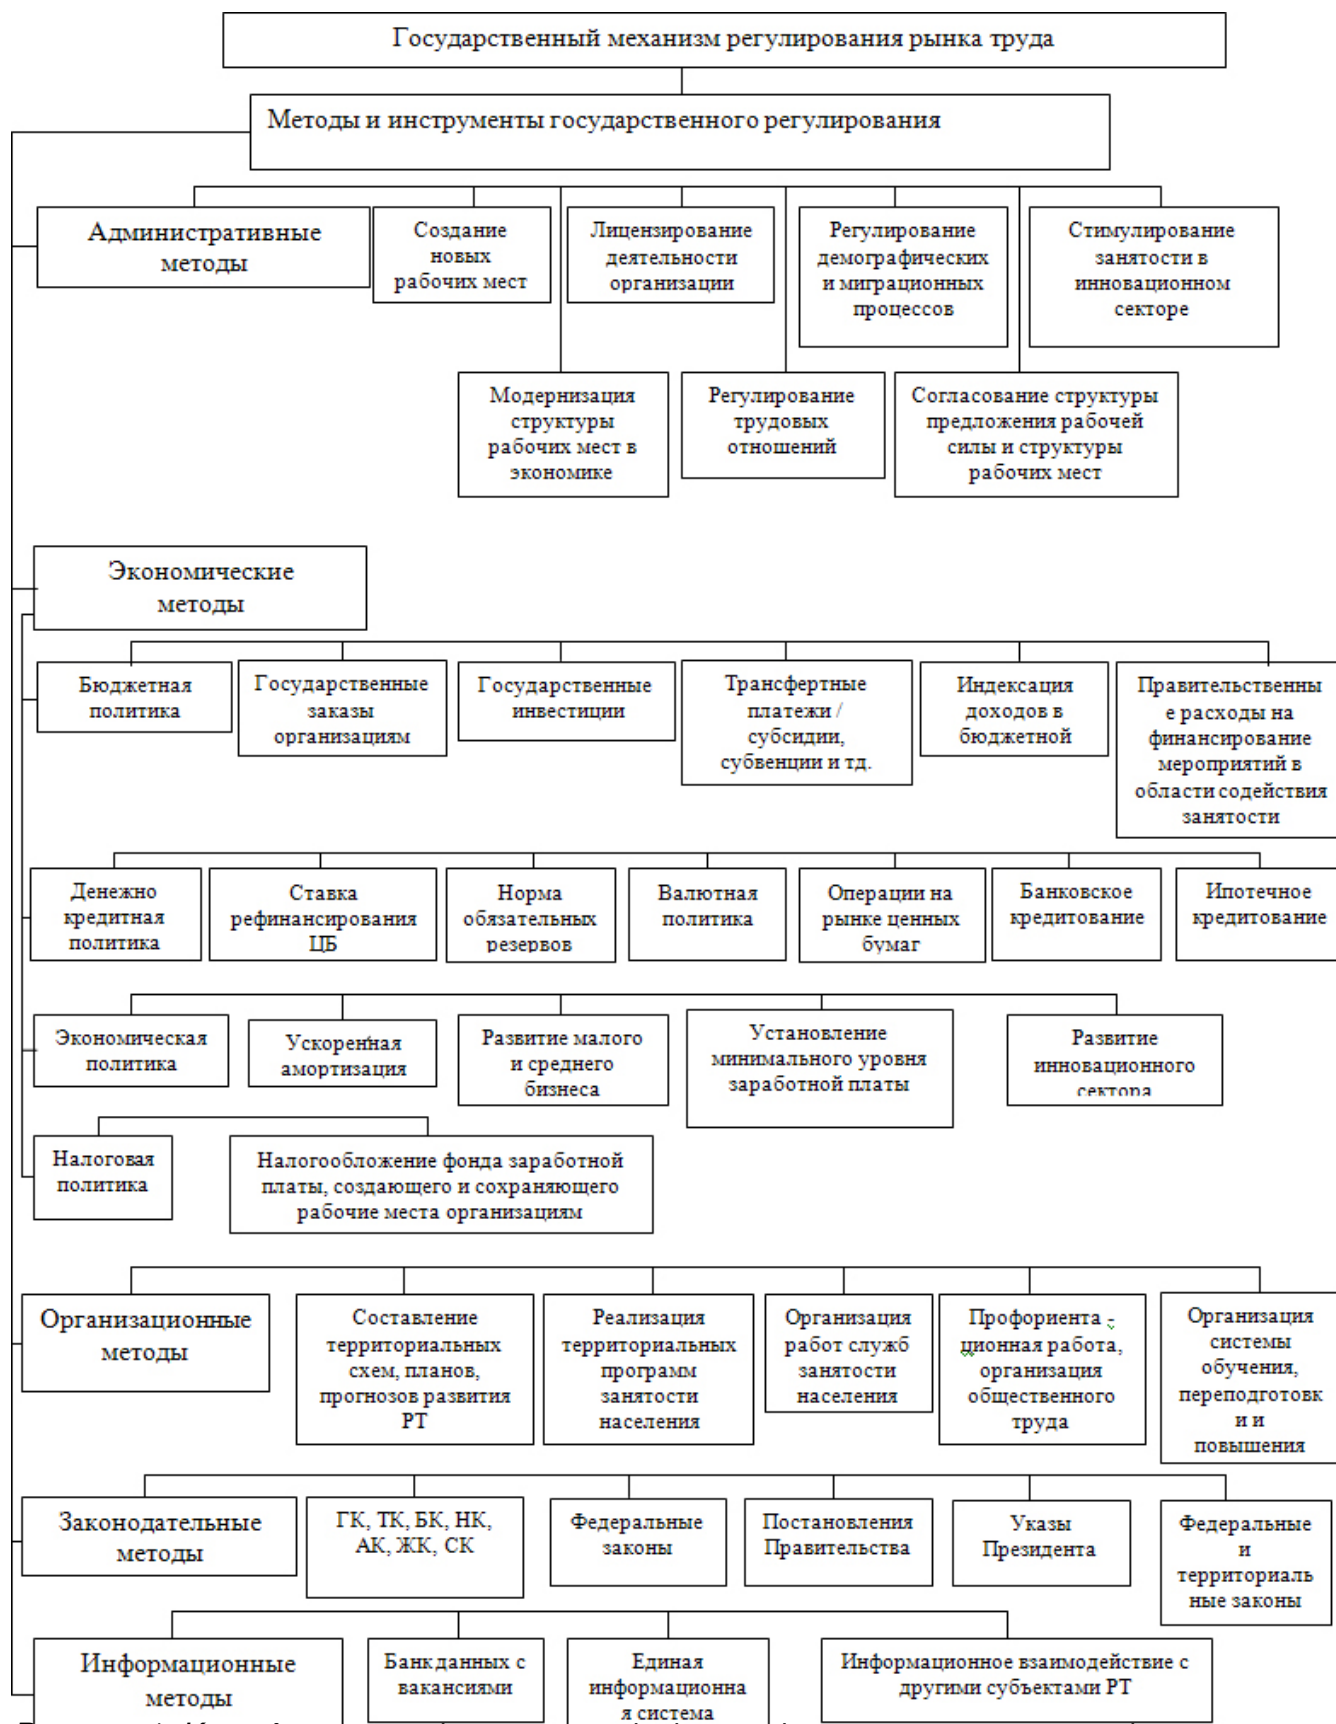 Государственный механизм регулирования рынка труда
Методы и инструменты государственного регулирования
Административные
методы
Создание
новых
рабочих мест
Лицензирование
деятельности
организации
Регулирование
демографических
и миграционных
процессов
Стимулирование
занятости в
инновационном
секторе
Модернизация
структуры
рабочих мест в
экономике
Регулирование
трудовых
отношений
Согласование структуры
предложения рабочей
силы и структуры
рабочих мест
Экономические
методы
Бюджетная
политика
Государственные
заказы
организациям
Государственные
инвестиции
Трансфертные
платежи /
субсидии,
субвенции и тд.
Индексация
доходов в
бюджетной
Правительственны
е расходы на
финансирование
мероприятий в
области содействия
занятости
Денежно
кредитная
политика
Ставка
рефинансирования
ЦБ
Норма
обязательных
резервов
Валютная
политика
Операции на
рынке ценных
бумаг
Банковское
кредитование
Ипотечное
кредитование
Экономическая
политика
Ускоренная
амортизация
Развитие малого
и среднего
бизнеса
Установление
минимального уровня
заработной платы
Развитие
инновационного
сектора
Налоговая
политика
Налогообложение фонда заработной
платы, создающего и сохраняющего
рабочие места организациям
Организационные
методы
Составление
территориальных
схем, планов,
прогнозов развития
РТ
Реализация
территориальных
программ
занятости
населения
Организация
работ служб
занятости
населения
Профориента -
ционная работа,
организация
общественного
труда
Организация
системы
обучения,
переподготовк
и и
повышения
Законодательные
методы
ГК, ТК, БК, НК,
АК, ЖК, СК
Федеральные
законы
Постановления
Правительства
Указы
Президента
Федеральные
и
территориаль
ные законы
Информационные
методы
Банк данных с
вакансиями
Единая
информационна
я система
Информационное взаимодействие с
другими субъектами РТ